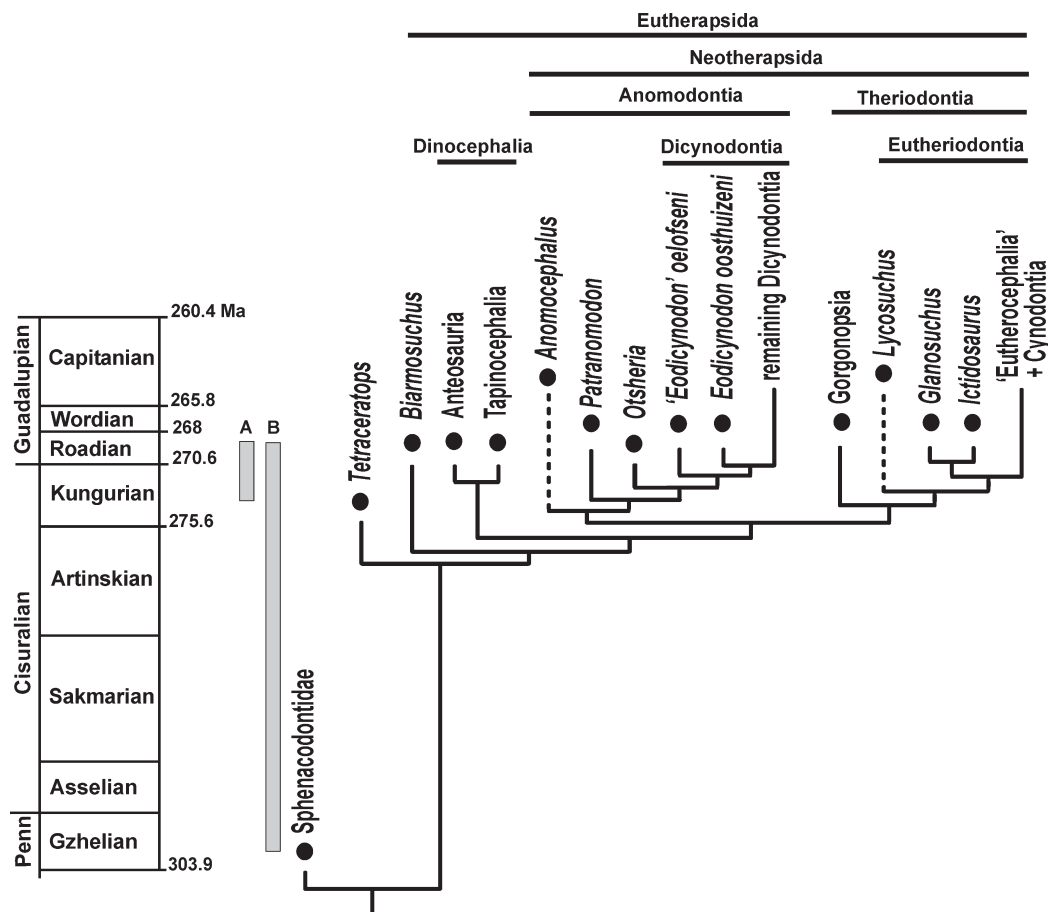 Eutherapsida
Neotherapsida
Anomodontia
Theriodontia
Dinocephalia
Dicynodontia
Eutheriodontia
Tetraceratops
Biarmosuchus
Anteosauria
Tapinocephalia
Anomocephalus
Patranomodon
Otsheria
'Eodicynodon' oelofseni
Eodicynodon oosthuizeni
remaining Dicynodontia
Gorgonopsia
Lycosuchus
Glanosuchus
Ictidosaurus
'Eutherocephalia'
+ Cynodontia
Sphenacodontidae
Guadalupian
Cisuralian
Penn
260.4 Ma
Capitanian
265.8
Wordian
268
Roadian
270.6
Kungurian
275.6
Artinskian
Sakmarian
Asselian
Gzhelian
303.9
A
B